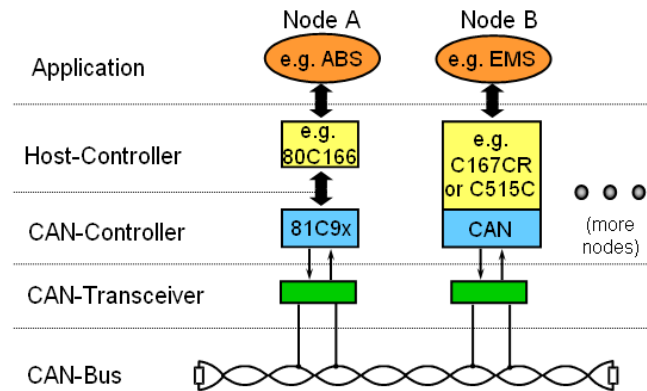 Node A
Node B
Application
e.g. ABS
e.g. EMS
Host-Controller
e.g.
80C166
e.g.
C167CR
or C515C
CAN-Controller
81C9x
CAN
(more
nodes)
CAN-Transceiver
CAN-Bus